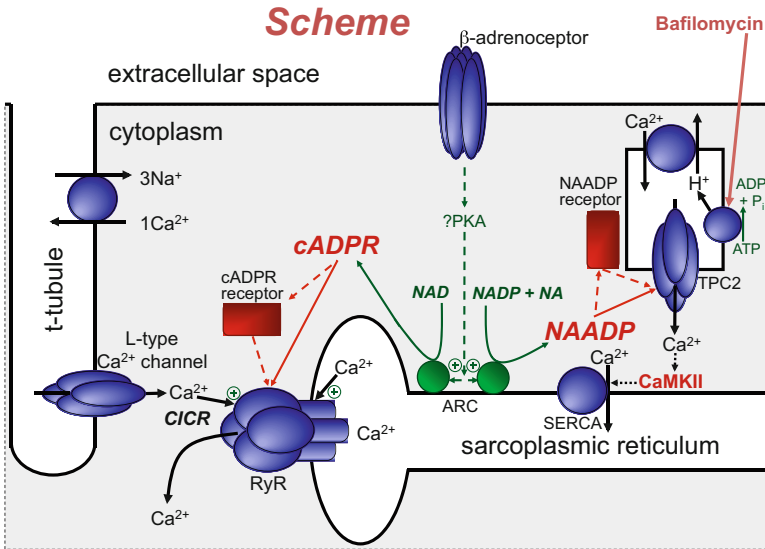 Scheme
β-adrenoceptor
Bafilomycin
extracellular space
cytoplasm
3Na⁺
1Ca²⁺
t-tubule
Ca²⁺
H⁺
ADP
+ Pᵢ
ATP
NAADP
receptor
TPC2
?PKA
cADPR
cADPR
receptor
NAD
NADP + NA
NAADP
L-type
Ca²⁺ channel
Ca²⁺
CICR
+
Ca²⁺
+
Ca²⁺
RyR
Ca²⁺
+
+
ARC
Ca²⁺
Ca²⁺
CaMKII
SERCA
sarcoplasmic reticulum